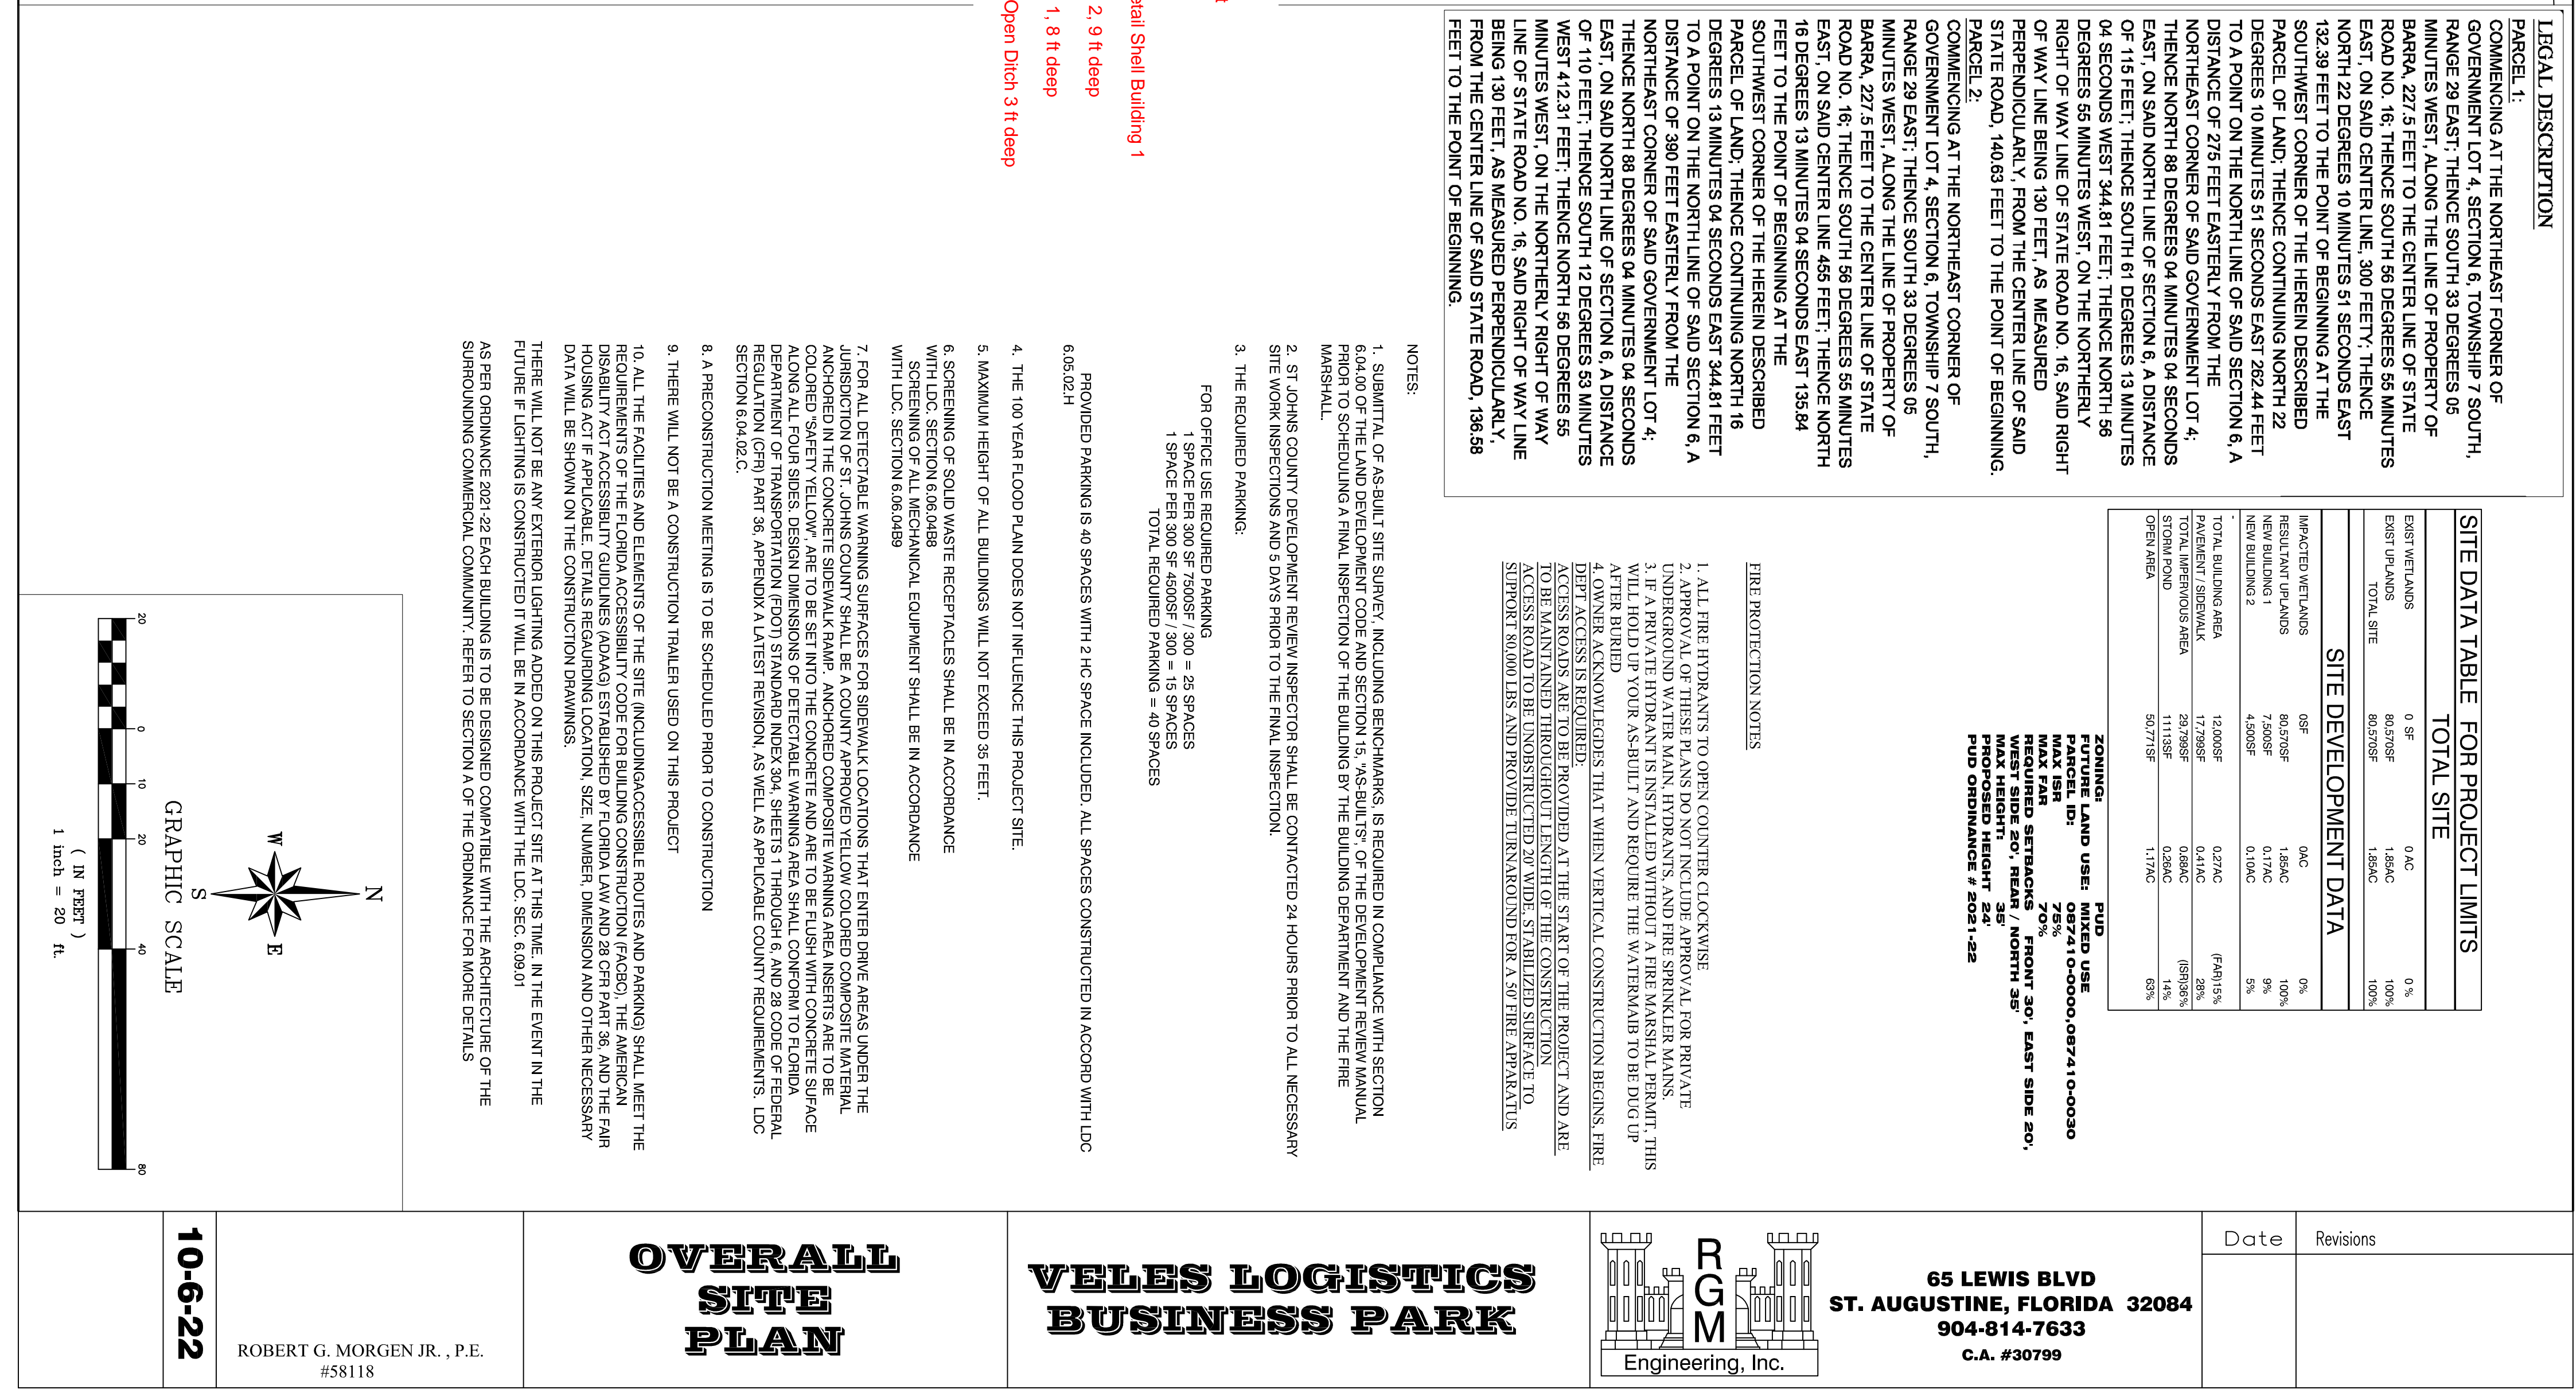 LEGAL DESCRIPTION
PARCEL 1:
COMMENCING AT THE NORTHEAST FORNER OF
GOVERNMENT LOT 4, SECTION 6, TOWNSHIP 7 SOUTH,
RANGE 29 EAST; THENCE SOUTH 33 DEGREES 05
MINUTES WEST, ALONG THE LINE OF PROPERTY OF
BARRA, 227.5 FEET TO THE CENTER LINE OF STATE
ROAD NO. 16; THENCE SOUTH 56 DEGREES 55 MINUTES
EAST, ON SAID CENTER LINE, 300 FEETY; THENCE
NORTH 22 DEGREES 10 MINUTES 51 SECONDS EAST
132.39 FEET TO THE POINT OF BEGINNING AT THE
SOUTHWEST CORNER OF THE HEREIN DESCRIBED
PARCEL OF LAND; THENCE CONTINUING NORTH 22
DEGREES 10 MINUTES 51 SECONDS EAST 262.44 FEET
TO A POINT ON THE NORTH LINE OF SAID SECTION 6, A
DISTANCE OF 275 FEET EASTERLY FROM THE
NORTHEAST CORNER OF SAID GOVERNMENT LOT 4;
THENCE NORTH 88 DEGREES 04 MINUTES 04 SECONDS
EAST, ON SAID NORTH LINE OF SECTION 6, A DISTANCE
OF 115 FEET; THENCE SOUTH 61 DEGREES 13 MINUTES
04 SECONDS WEST 344.81 FEET; THENCE NORTH 56
DEGREES 55 MINUTES WEST, ON THE NORTHERLY
RIGHT OF WAY LINE OF STATE ROAD NO. 16, SAID RIGHT
OF WAY LINE BEING 130 FEET, AS MEASURED
PERPENDICULARLY, FROM THE CENTER LINE OF SAID
STATE ROAD, 140.63 FEET TO THE POINT OF BEGINNING.
PARCEL 2:
COMMENCING AT THE NORTHEAST CORNER OF
GOVERNMENT LOT 4, SECTION 6, TOWNSHIP 7 SOUTH,
RANGE 29 EAST; THENCE SOUTH 33 DEGREES 05
MINUTES WEST, ALONG THE LINE OF PROPERTY OF
BARRA, 227.5 FEET TO THE CENTER LINE OF STATE
ROAD NO. 16; THENCE SOUTH 56 DEGREES 55 MINUTES
EAST, ON SAID CENTER LINE 455 FEET; THENCE NORTH
16 DEGREES 13 MINUTES 04 SECONDS EAST 135.84
FEET TO THE POINT OF BEGINNING AT THE
SOUTHWEST CORNER OF THE HEREIN DESCRIBED
PARCEL OF LAND; THENCE CONTINUING NORTH 16
DEGREES 13 MINUTES 04 SECONDS EAST 344.81 FEET
TO A POINT ON THE NORTH LINE OF SAID SECTION 6, A
DISTANCE OF 390 FEET EASTERLY FROM THE
NORTHEAST CORNER OF SAID GOVERNMENT LOT 4;
THENCE NORTH 88 DEGREES 04 MINUTES 04 SECONDS
EAST, ON SAID NORTH LINE OF SECTION 6, A DISTANCE
OF 110 FEET; THENCE SOUTH 12 DEGREES 53 MINUTES
WEST 412.31 FEET; THENCE NORTH 56 DEGREES 55
MINUTES WEST, ON THE NORTHERLY RIGHT OF WAY
LINE OF STATE ROAD NO. 16, SAID RIGHT OF WAY LINE
BEING 130 FEET, AS MEASURED PERPENDICULARLY,
FROM THE CENTER LINE OF SAID STATE ROAD, 136.58
FEET TO THE POINT OF BEGINNING.
t
etail Shell Building 1
2, 9 ft deep
1, 8 ft deep
Open Ditch 3 ft deep
SITE DATA TABLE FOR PROJECT LIMITS
TOTAL SITE
EXIST WETLANDS 0 SF 0 AC 0 %
EXIST UPLANDS 80,570SF 1.85AC 100%
TOTAL SITE 80,570SF 1.85AC 100%
SITE DEVELOPMENT DATA
IMPACTED WETLANDS 0SF 0AC 0%
RESULTANT UPLANDS 80,570SF 1.85AC 100%
NEW BUILDING 1 7,500SF 0.17AC 9%
NEW BUILDING 2 4,500SF 0.10AC 5%
-
TOTAL BUILDING AREA 12,000SF 0.27AC (FAR)15%
PAVEMENT / SIDEWALK 17,799SF 0.41AC 28%
TOTAL IMPERVIOUS AREA 29,799SF 0.68AC (ISR)36%
STORM POND 11113SF 0.26AC 14%
OPEN AREA 50,771SF 1.17AC 63%
ZONING: PUD
FUTURE LAND USE: MIXED USE
PARCEL ID: 087410-0000,087410-0030
MAX ISR 75%
MAX FAR 70%
REQUIRED SETBACKS FRONT 30', EAST SIDE 20',
WEST SIDE 20', REAR / NORTH 35'
MAX HEIGHT: 35'
PROPOSED HEIGHT 24'
PUD ORDINANCE # 2021-22
FIRE PROTECTION NOTES
1. ALL FIRE HYDRANTS TO OPEN COUNTER CLOCKWISE
2. APPROVAL OF THESE PLANS DO NOT INCLUDE APPROVAL FOR PRIVATE
UNDERGROUND WATER MAIN, HYDRANTS, AND FIRE SPRINKLER MAINS.
3. IF A PRIVATE HYDRANT IS INSTALLED WITHOUT A FIRE MARSHAL PERMIT, THIS
WILL HOLD UP YOUR AS-BUILT AND REQUIRE THE WATERMAIB TO BE DUG UP
AFTER BURIED
4. OWNER ACKNOWLEGDES THAT WHEN VERTICAL CONSTRUCTION BEGINS, FIRE
DEPT ACCESS IS REQUIRED:
ACCESS ROADS ARE TO BE PROVIDED AT THE START OF THE PROJECT AND ARE
TO BE MAINTAINED THROUGHOUT LENGTH OF THE CONSTRUCTION
ACCESS ROAD TO BE UNOBSTRUCTED 20' WIDE, STABILIZED SURFACE TO
SUPPORT 80,000 LBS AND PROVIDE TURNAROUND FOR A 50' FIRE APPARATUS
NOTES:
1. SUBMITTAL OF AS-BUILT SITE SURVEY, INCLUDING BENCHMARKS, IS REQUIRED IN COMPLIANCE WITH SECTION
6.04.00 OF THE LAND DEVELOPMENT CODE AND SECTION 15, "AS-BUILTS", OF THE DEVELOPMENT REVIEW MANUAL
PRIOR TO SCHEDULING A FINAL INSPECTION OF THE BUILDING BY THE BUILDING DEPARTMENT AND THE FIRE
MARSHALL.
2. ST JOHNS COUNTY DEVELOPMENT REVIEW INSPECTOR SHALL BE CONTACTED 24 HOURS PRIOR TO ALL NECESSARY
SITE WORK INSPECTIONS AND 5 DAYS PRIOR TO THE FINAL INSPECTION.
3. THE REQUIRED PARKING:
FOR OFFICE USE REQUIRED PARKING
1 SPACE PER 300 SF 7500SF / 300 = 25 SPACES
1 SPACE PER 300 SF 4500SF / 300 = 15 SPACES
TOTAL REQUIRED PARKING = 40 SPACES
PROVIDED PARKING IS 40 SPACES WITH 2 HC SPACE INCLUDED. ALL SPACES CONSTRUCTED IN ACCORD WITH LDC
6.05.02.H
4. THE 100 YEAR FLOOD PLAIN DOES NOT INFLUENCE THIS PROJECT SITE.
5. MAXIMUM HEIGHT OF ALL BUILDINGS WILL NOT EXCEED 35 FEET.
6. SCREENING OF SOLID WASTE RECEPTACLES SHALL BE IN ACCORDANCE
WITH LDC. SECTION 6.06.04B8
SCREENING OF ALL MECHANICAL EQUIPMENT SHALL BE IN ACCORDANCE
WITH LDC. SECTION 6.06.04B9
7. FOR ALL DETECTABLE WARNING SURFACES FOR SIDEWALK LOCATIONS THAT ENTER DRIVE AREAS UNDER THE
JURISDICTION OF ST. JOHNS COUNTY SHALL BE A COUNTY APPROVED YELLOW COLORED COMPOSITE MATERIAL
ANCHORED IN THE CONCRETE SIDEWALK RAMP. ANCHORED COMPOSITE WARNING AREA INSERTS ARE TO BE
COLORED "SAFETY YELLOW", ARE TO BE SET INTO THE CONCRETE AND ARE TO BE FLUSH WITH CONCRETE SUFACE
ALONG ALL FOUR SIDES. DESIGN DIMENSIONS OF DETECTABLE WARNING AREA SHALL CONFORM TO FLORIDA
DEPARTMENT OF TRANSPORTATION (FDOT) STANDARD INDEX 304, SHEETS 1 THROUGH 6, AND 28 CODE OF FEDERAL
REGULATION (CFR) PART 36, APPENDIX A LATEST REVISION, AS WELL AS APPLICABLE COUNTY REQUIREMENTS. LDC
SECTION 6.04.02.C.
8. A PRECONSTRUCTION MEETING IS TO BE SCHEDULED PRIOR TO CONSTRUCTION
9. THERE WILL NOT BE A CONSTRUCTION TRAILER USED ON THIS PROJECT
10. ALL THE FACILITIES AND ELEMENTS OF THE SITE (INCLUDINGACCESSIBLE ROUTES AND PARKING) SHALL MEET THE
REQUIREMENTS OF THE FLORIDA ACCESSIBILITY CODE FOR BUILDING CONSTRUCTION (FACBC), THE AMERICAN
DISABILITY ACT ACCESSIBLITY GUIDLINES (ADAAG) ESTABLISHED BY FLORIDA LAW AND 28 CFR PART 36, AND THE FAIR
HOUSING ACT IF APPLICABLE. DETAILS REGAURDING LOCATION, SIZE, NUMBER, DIMENSION AND OTHER NECESSARY
DATA WILL BE SHOWN ON THE CONSTRUCTION DRAWINGS.
THERE WILL NOT BE ANY EXTERIOR LIGHTING ADDED ON THIS PROJECT SITE AT THIS TIME. IN THE EVENT IN THE
FUTURE IF LIGHTING IS CONSTRUCTED IT WILL BE IN ACCORDANCE WITH THE LDC. SEC. 6.09.01
AS PER ORDINANCE 2021-22 EACH BUILDING IS TO BE DESIGNED COMPATIBLE WITH THE ARCHITECTURE OF THE
SURROUNDING COMMERCIAL COMMUNITY. REFER TO SECTION A OF THE ORDINANCE FOR MORE DETAILS
N
W E
S
GRAPHIC SCALE
20 0 10 20 40 80
( IN FEET )
1 inch = 20 ft.
10-6-22
ROBERT G. MORGEN JR. , P.E.
#58118
OVERALL
SITE
PLAN
VELES LOGISTICS
BUSINESS PARK
R
G
M
Engineering, Inc.
65 LEWIS BLVD
ST. AUGUSTINE, FLORIDA 32084
904-814-7633
C.A. #30799
Date Revisions